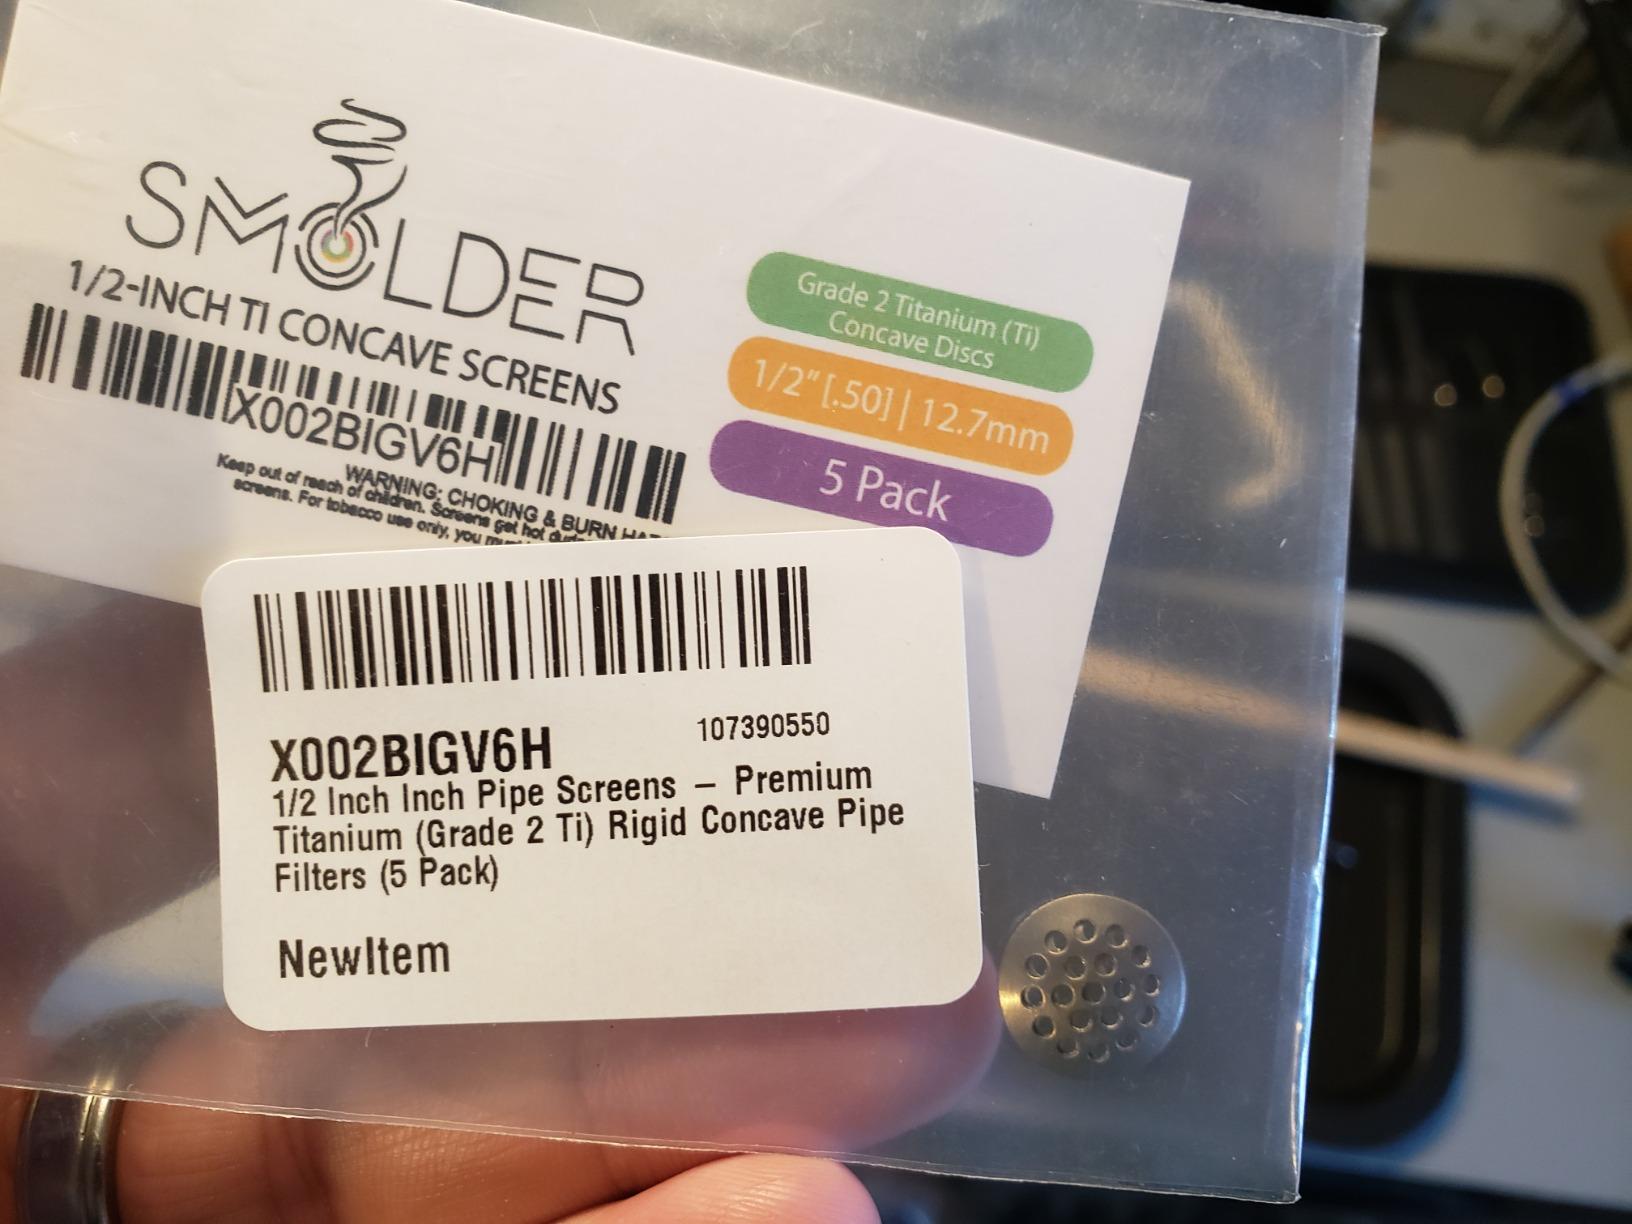 SMOLDER
1/2-INCH TI CONCAVE SCREENS
X002BIGV6H
WARNING: CHOKING & BURN
Keep out of reach of children. Screens get hot
screens. For tobacco use only, you
Grade 2 Titanium (Ti)
Concave Discs
1/2" [.50] | 12.7mm
5 Pack
X002BIGV6H 107390550
1/2 Inch Inch Pipe Screens – Premium
Titanium (Grade 2 Ti) Rigid Concave Pipe
Filters (5 Pack)
NewItem